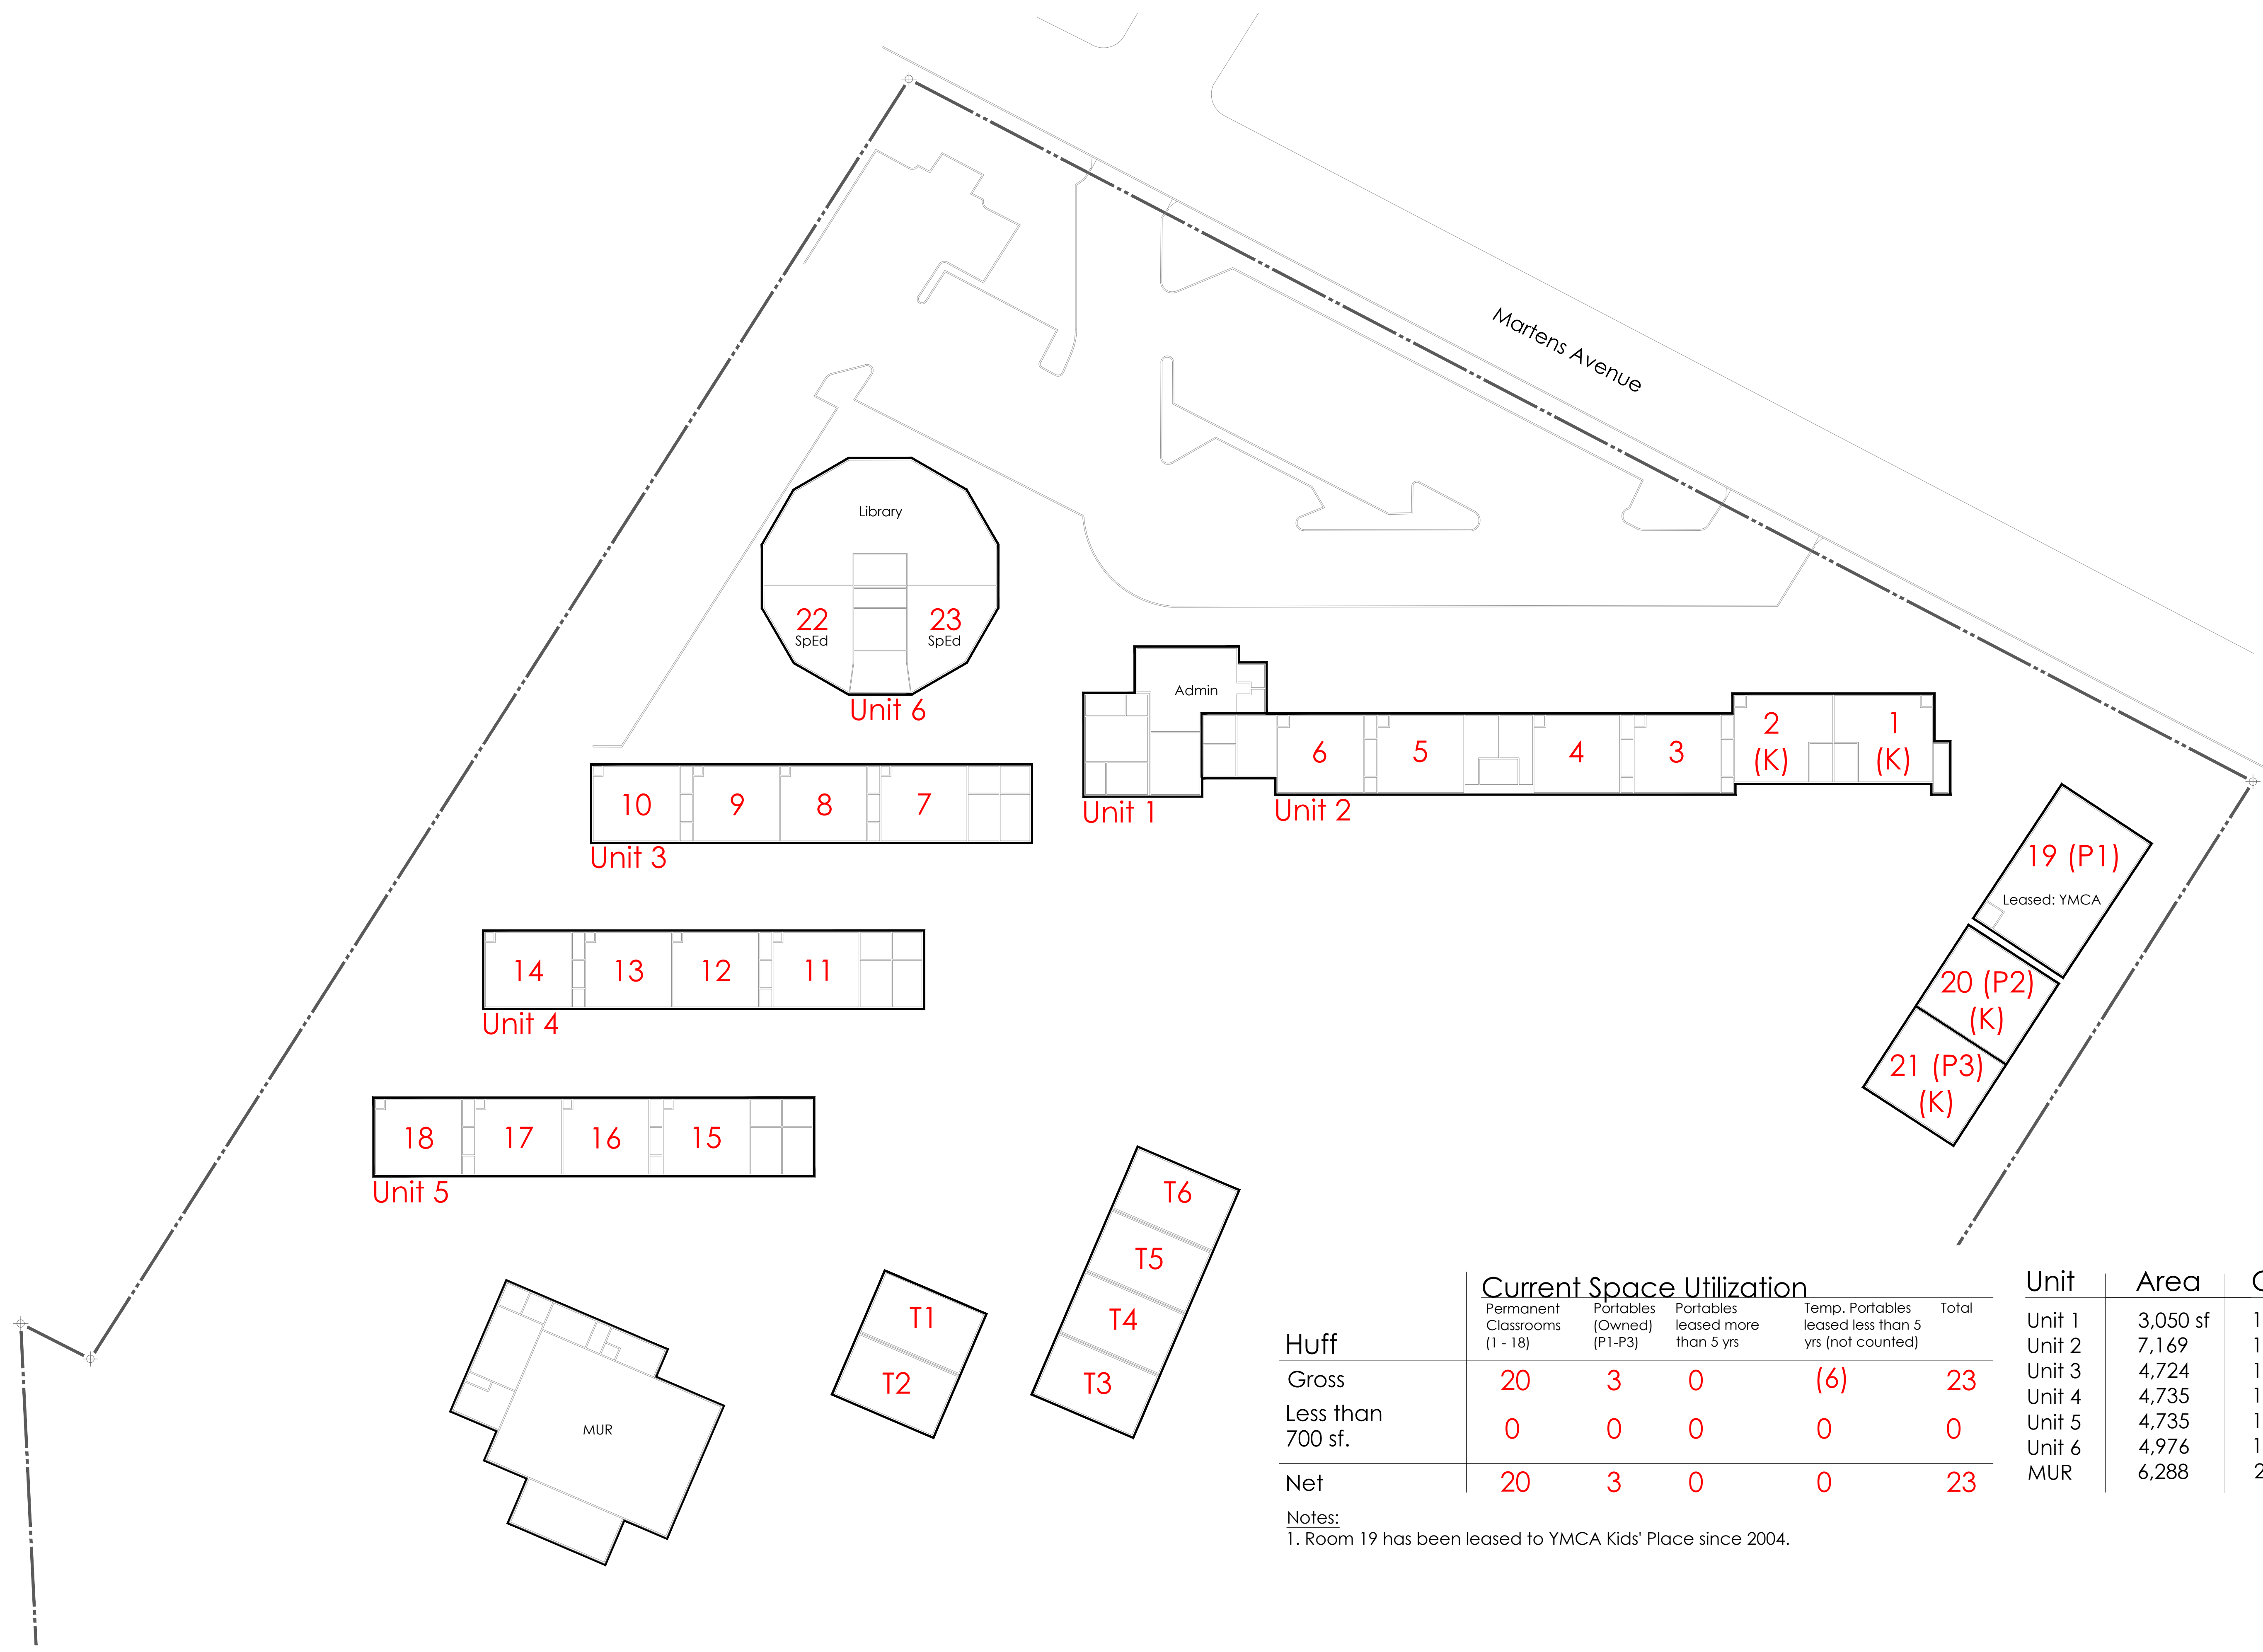 Martens Avenue
Library
22
SpEd
23
SpEd
Unit 6
Admin
6
5
4
3
2
(K)
1
(K)
Unit 1
Unit 2
10
9
8
7
Unit 3
19 (P1)
Leased: YMCA
20 (P2)
(K)
21 (P3)
(K)
14
13
12
11
Unit 4
18
17
16
15
Unit 5
T6
T5
T4
T3
T1
T2
MUR
Current Space Utilization
Huff
Permanent
Classrooms
(1 - 18)
Portables
(Owned)
(P1-P3)
Portables
leased more
than 5 yrs
Temp. Portables
leased less than 5
yrs (not counted)
Total
Gross 20 3 0 (6) 23
Less than
700 sf. 0 0 0 0 0
Net 20 3 0 0 23
Notes:
1. Room 19 has been leased to YMCA Kids' Place since 2004.
Unit Area
Unit 1 3,050 sf 1
Unit 2 7,169 1
Unit 3 4,724 1
Unit 4 4,735 1
Unit 5 4,735 1
Unit 6 4,976 1
MUR 6,288 2